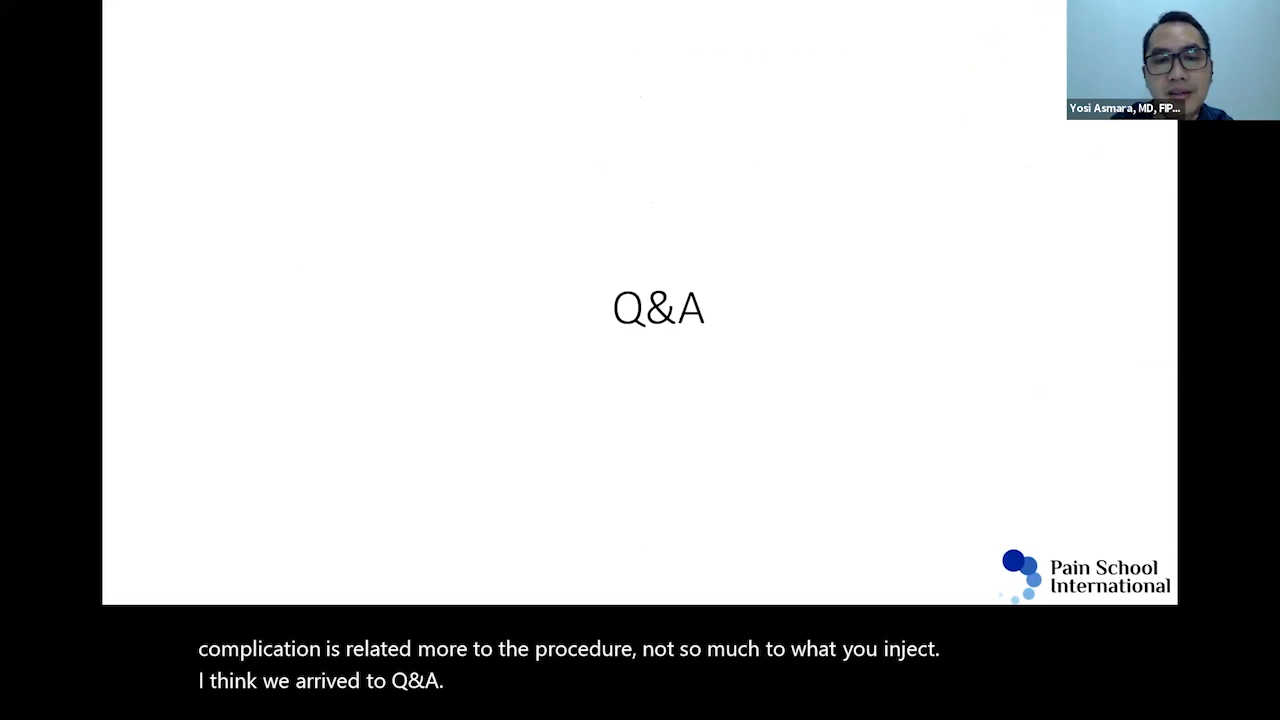 Yosi Asmara, MD, FIP...
Q&A
Pain School
International
complication is related more to the procedure, not so much to what you inject.
I think we arrived to Q&A.